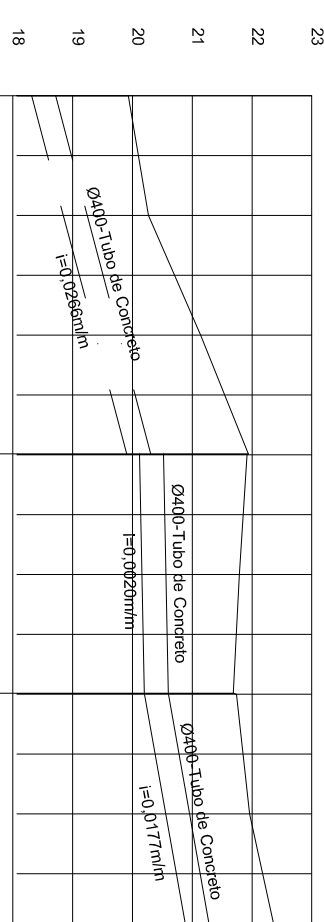 23
22
21
20
19
18
Ø400-Tubo de Concreto
i=0,0266m/m
Ø400-Tubo de Concreto
i=0,0020m/m
Ø400-Tubo de Concreto
i=0,0177m/m